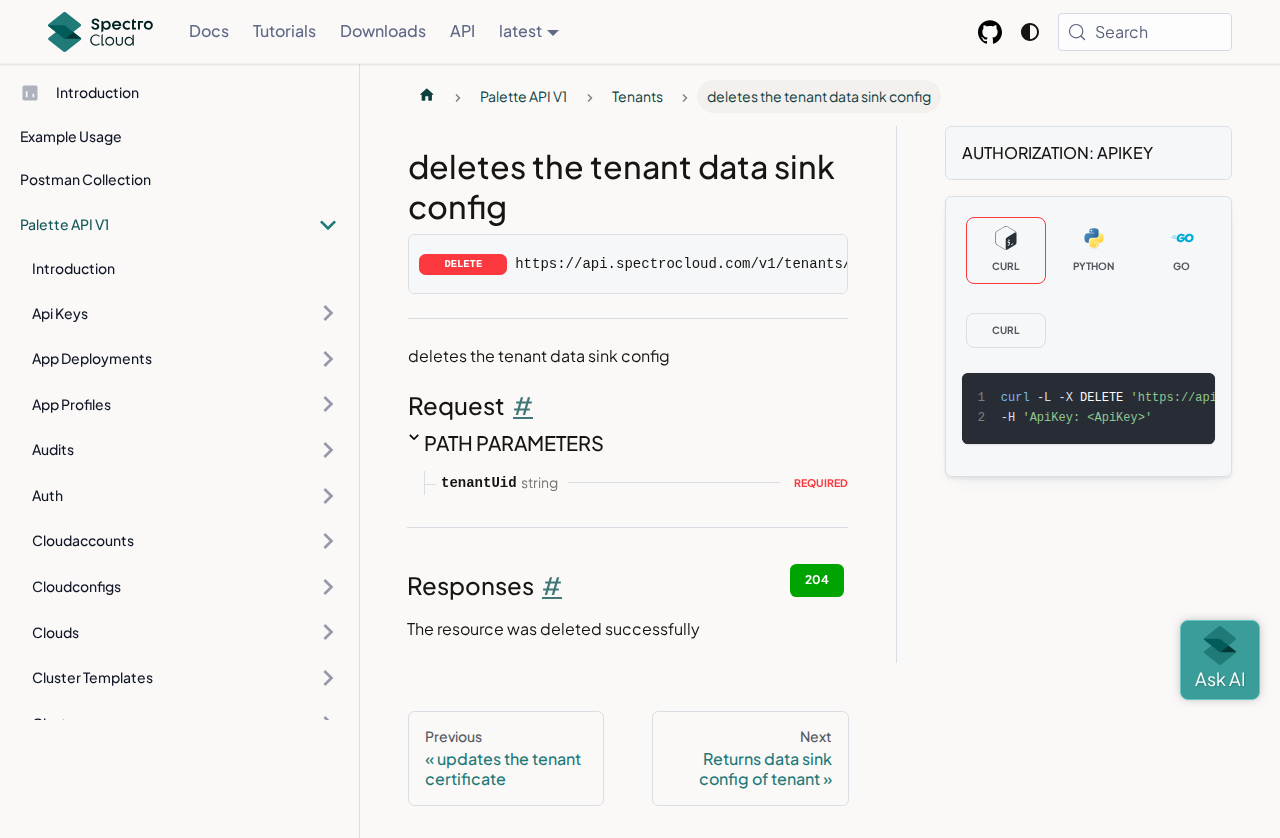 Spectro Cloud
Docs
Tutorials
Downloads
API
latest
Search
Introduction
Example Usage
Postman Collection
Palette API V1
Introduction
Api Keys
App Deployments
App Profiles
Audits
Auth
Cloudaccounts
Cloudconfigs
Clouds
Cluster Templates
Palette API V1
Tenants
deletes the tenant data sink config
deletes the tenant data sink
config
DELETE https://api.spectrocloud.com/v1/tenants/
deletes the tenant data sink config
Request #
PATH PARAMETERS
tenantUid string REQUIRED
Responses #
204
The resource was deleted successfully
Previous
« updates the tenant
certificate
Next
Returns data sink
config of tenant »
AUTHORIZATION: APIKEY
CURL
PYTHON
GO
CURL
1 curl -L -X DELETE 'https://api
2 -H 'ApiKey: <ApiKey>'
Ask AI